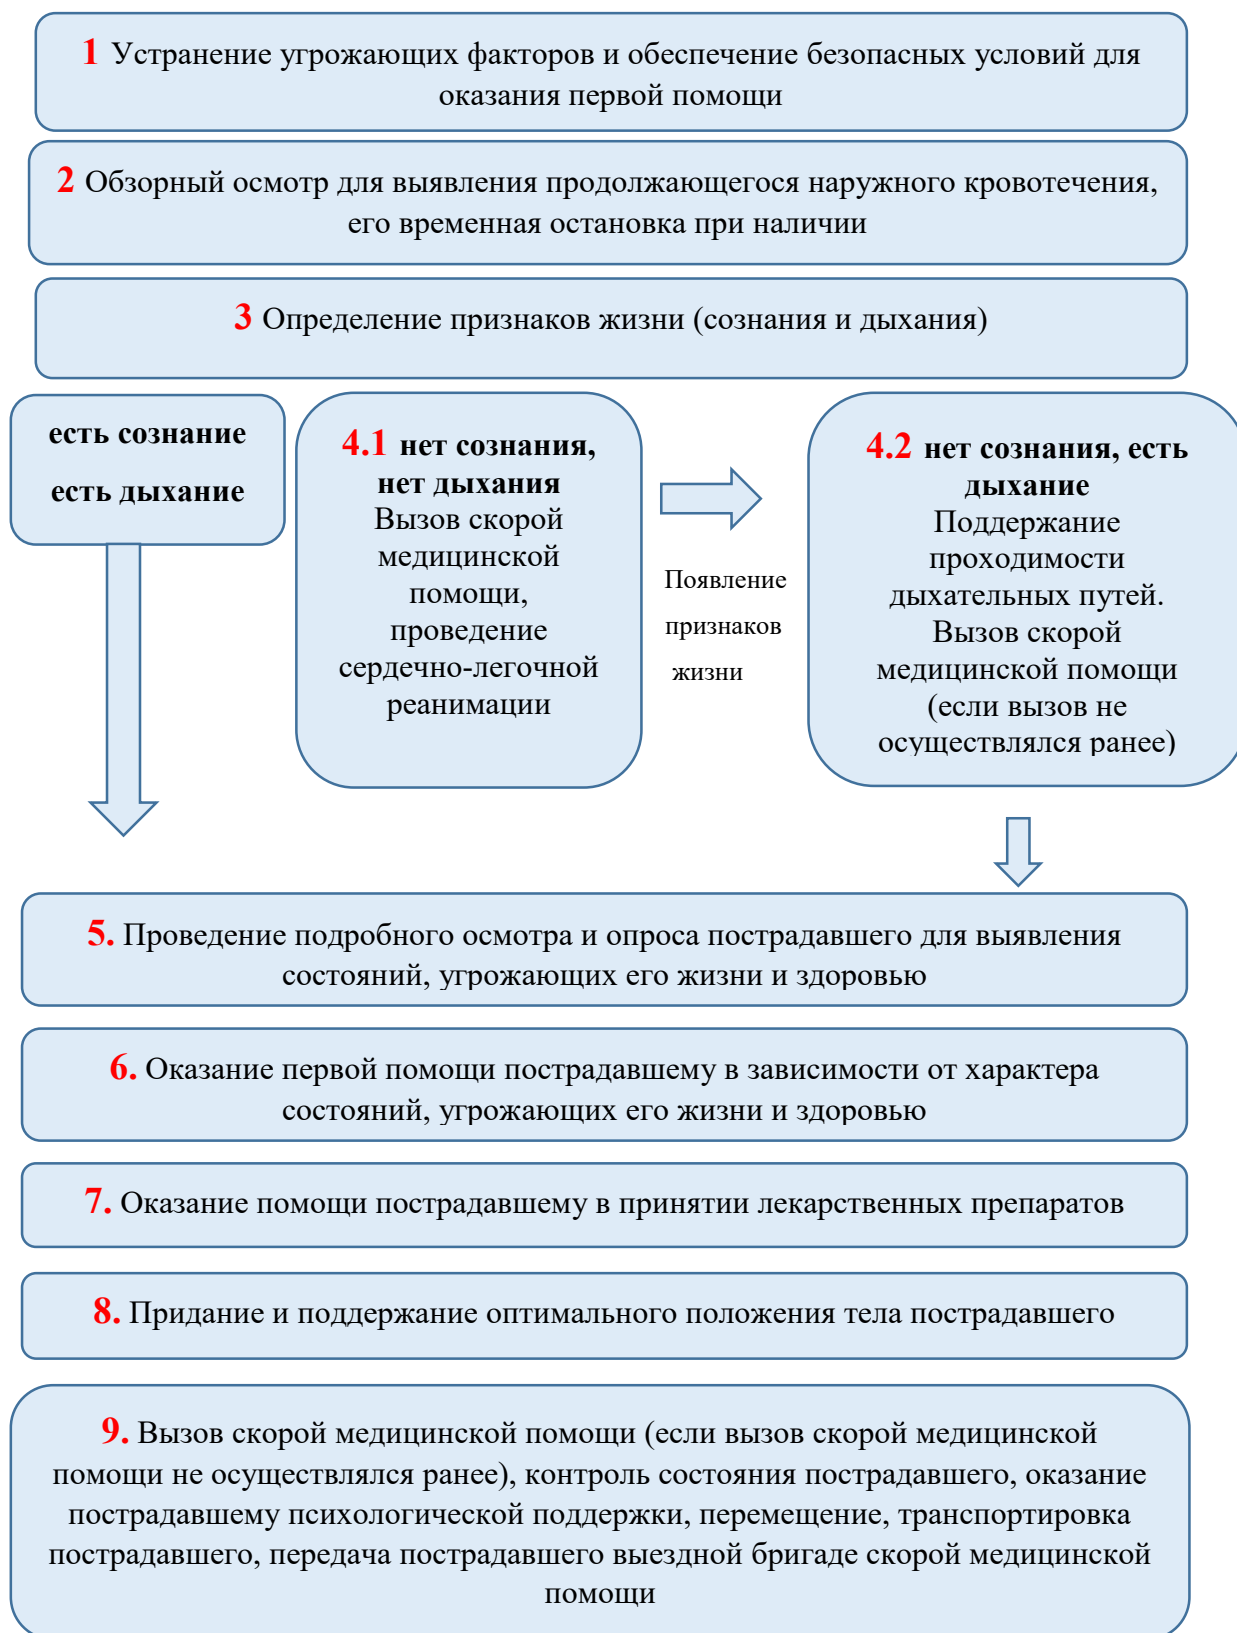 1 Устранение угрожающих факторов и обеспечение безопасных условий для
оказания первой помощи
2 Обзорный осмотр для выявления продолжающегося наружного кровотечения,
его временная остановка при наличии
3 Определение признаков жизни (сознания и дыхания)
есть сознание
есть дыхание
4.1 нет сознания,
нет дыхания
Вызов скорой
медицинской
помощи,
проведение
сердечно-легочной
реанимации
Появление
признаков
жизни
4.2 нет сознания, есть
дыхание
Поддержание
проходимости
дыхательных путей.
Вызов скорой
медицинской помощи
(если вызов не
осуществлялся ранее)
5. Проведение подробного осмотра и опроса пострадавшего для выявления
состояний, угрожающих его жизни и здоровью
6. Оказание первой помощи пострадавшему в зависимости от характера
состояний, угрожающих его жизни и здоровью
7. Оказание помощи пострадавшему в принятии лекарственных препаратов
8. Придание и поддержание оптимального положения тела пострадавшего
9. Вызов скорой медицинской помощи (если вызов скорой медицинской
помощи не осуществлялся ранее), контроль состояния пострадавшего, оказание
пострадавшему психологической поддержки, перемещение, транспортировка
пострадавшего, передача пострадавшего выездной бригаде скорой медицинской
помощи